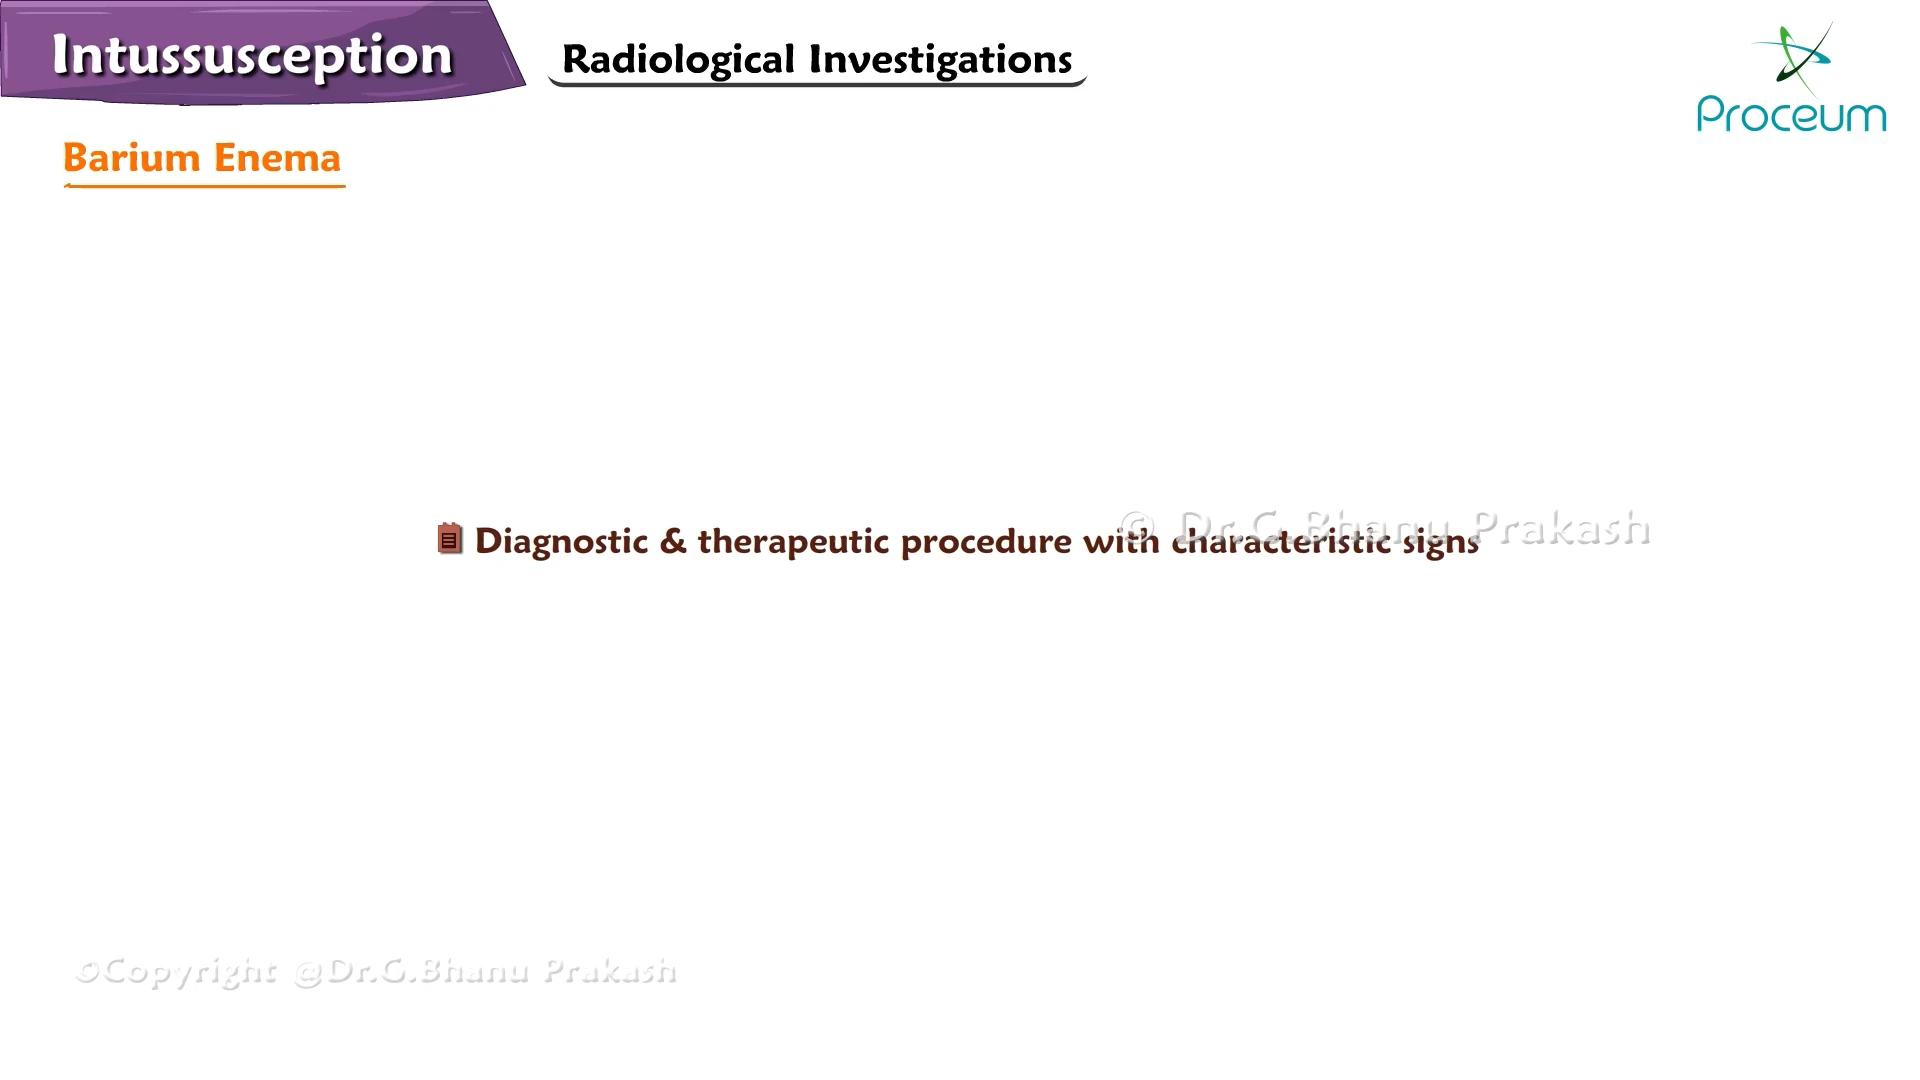 Intussusception
Radiological Investigations
Proceum
Barium Enema
Diagnostic & therapeutic procedure with characteristic signs
© Dr.G.Bhanu Prakash
©Copyright @Dr.G.Bhanu Prakash